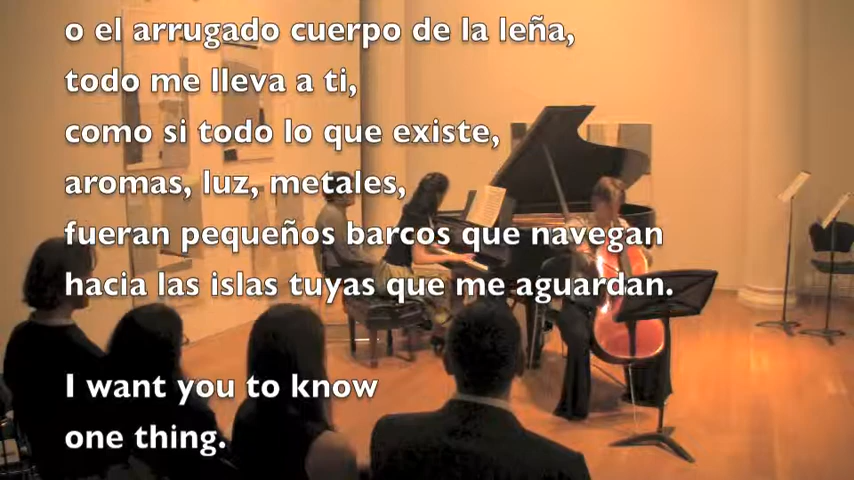 o el arrugado cuerpo de la leña,
todo me lleva a ti,
como si todo lo que existe,
aromas, luz, metales,
fueran pequeños barcos que navegan
hacia las islas tuyas que me aguardan.
I want you to know
one thing.